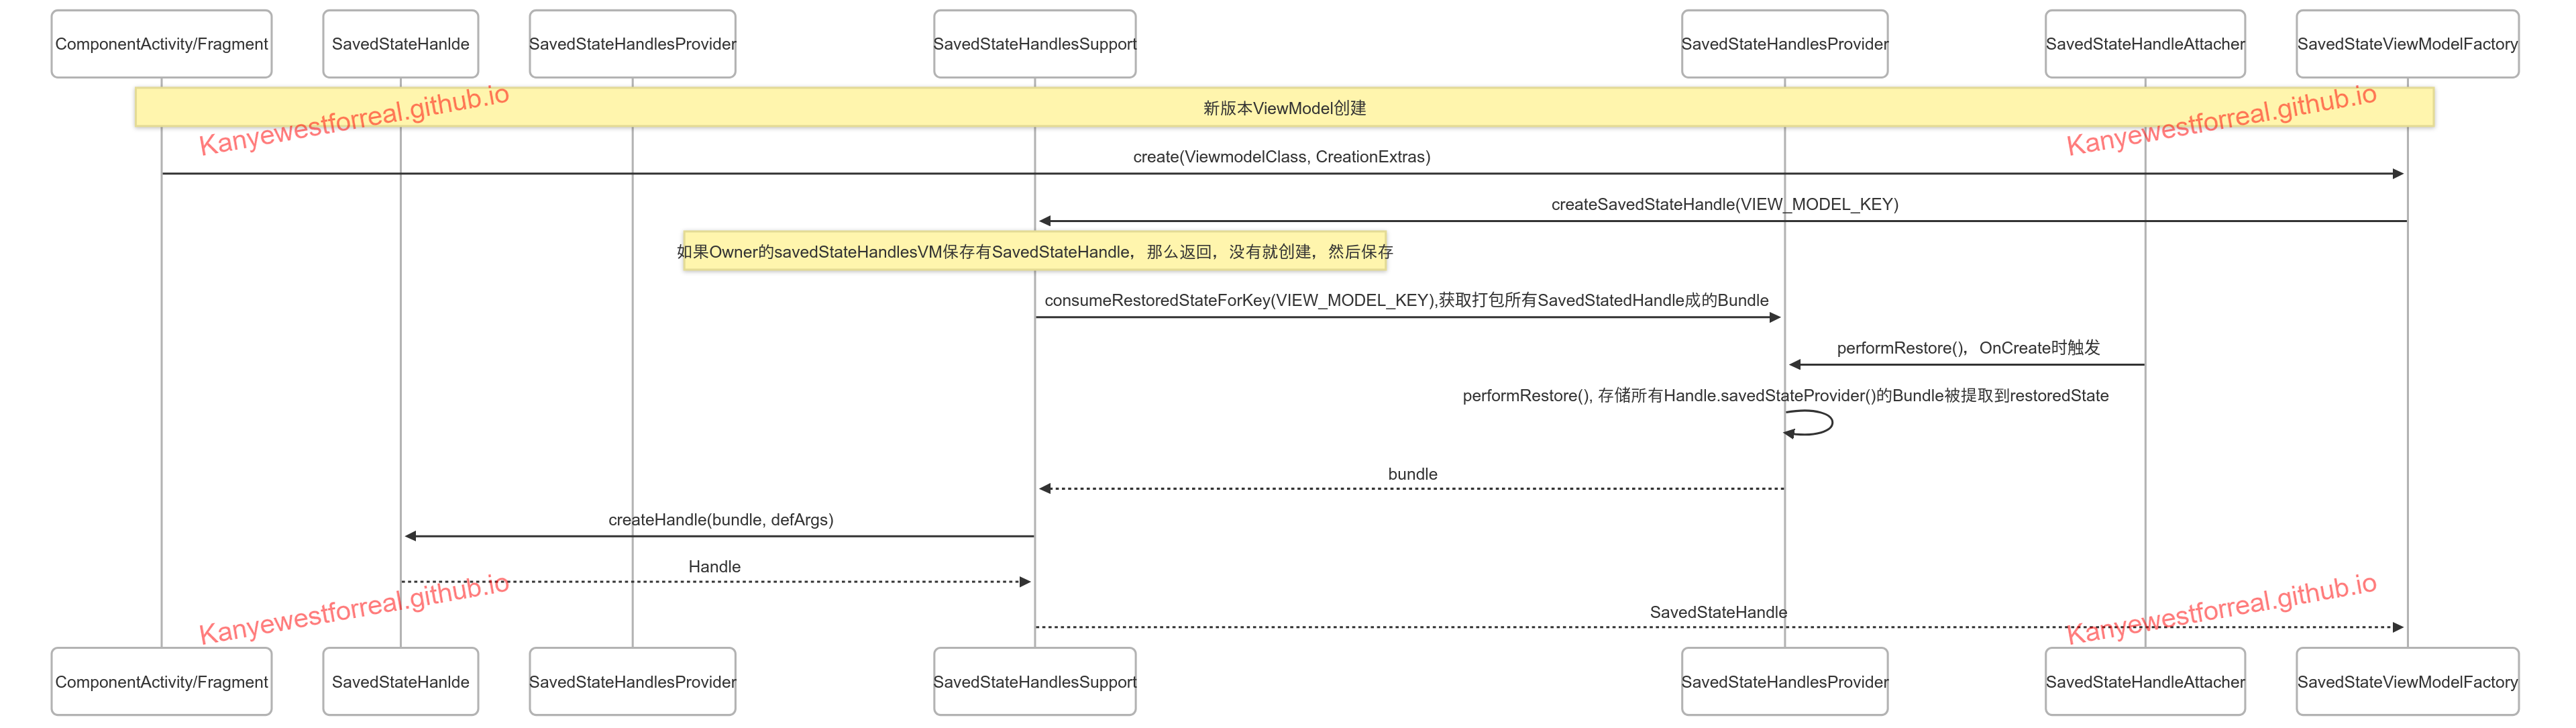 ComponentActivity/Fragment
SavedStateHanlde
SavedStateHandlesProvider
SavedStateHandlesSupport
SavedStateHandlesProvider
SavedStateHandleAttacher
SavedStateViewModelFactory
Kanyewestforreal.github.io
新版本ViewModel创建
Kanyewestforreal.github.io
create(ViewmodelClass, CreationExtras)
createSavedStateHandle(VIEW_MODEL_KEY)
如果Owner的savedStateHandlesVM保存有SavedStateHandle，那么返回，没有就创建，然后保存
consumeRestoredStateForKey(VIEW_MODEL_KEY),获取打包所有SavedStatedHandle成的Bundle
performRestore()，OnCreate时触发
performRestore(), 存储所有Handle.savedStateProvider()的Bundle被提取到restoredState
bundle
createHandle(bundle, defArgs)
Handle
Kanyewestforreal.github.io
SavedStateHandle
Kanyewestforreal.github.io
ComponentActivity/Fragment
SavedStateHanlde
SavedStateHandlesProvider
SavedStateHandlesSupport
SavedStateHandlesProvider
SavedStateHandleAttacher
SavedStateViewModelFactory